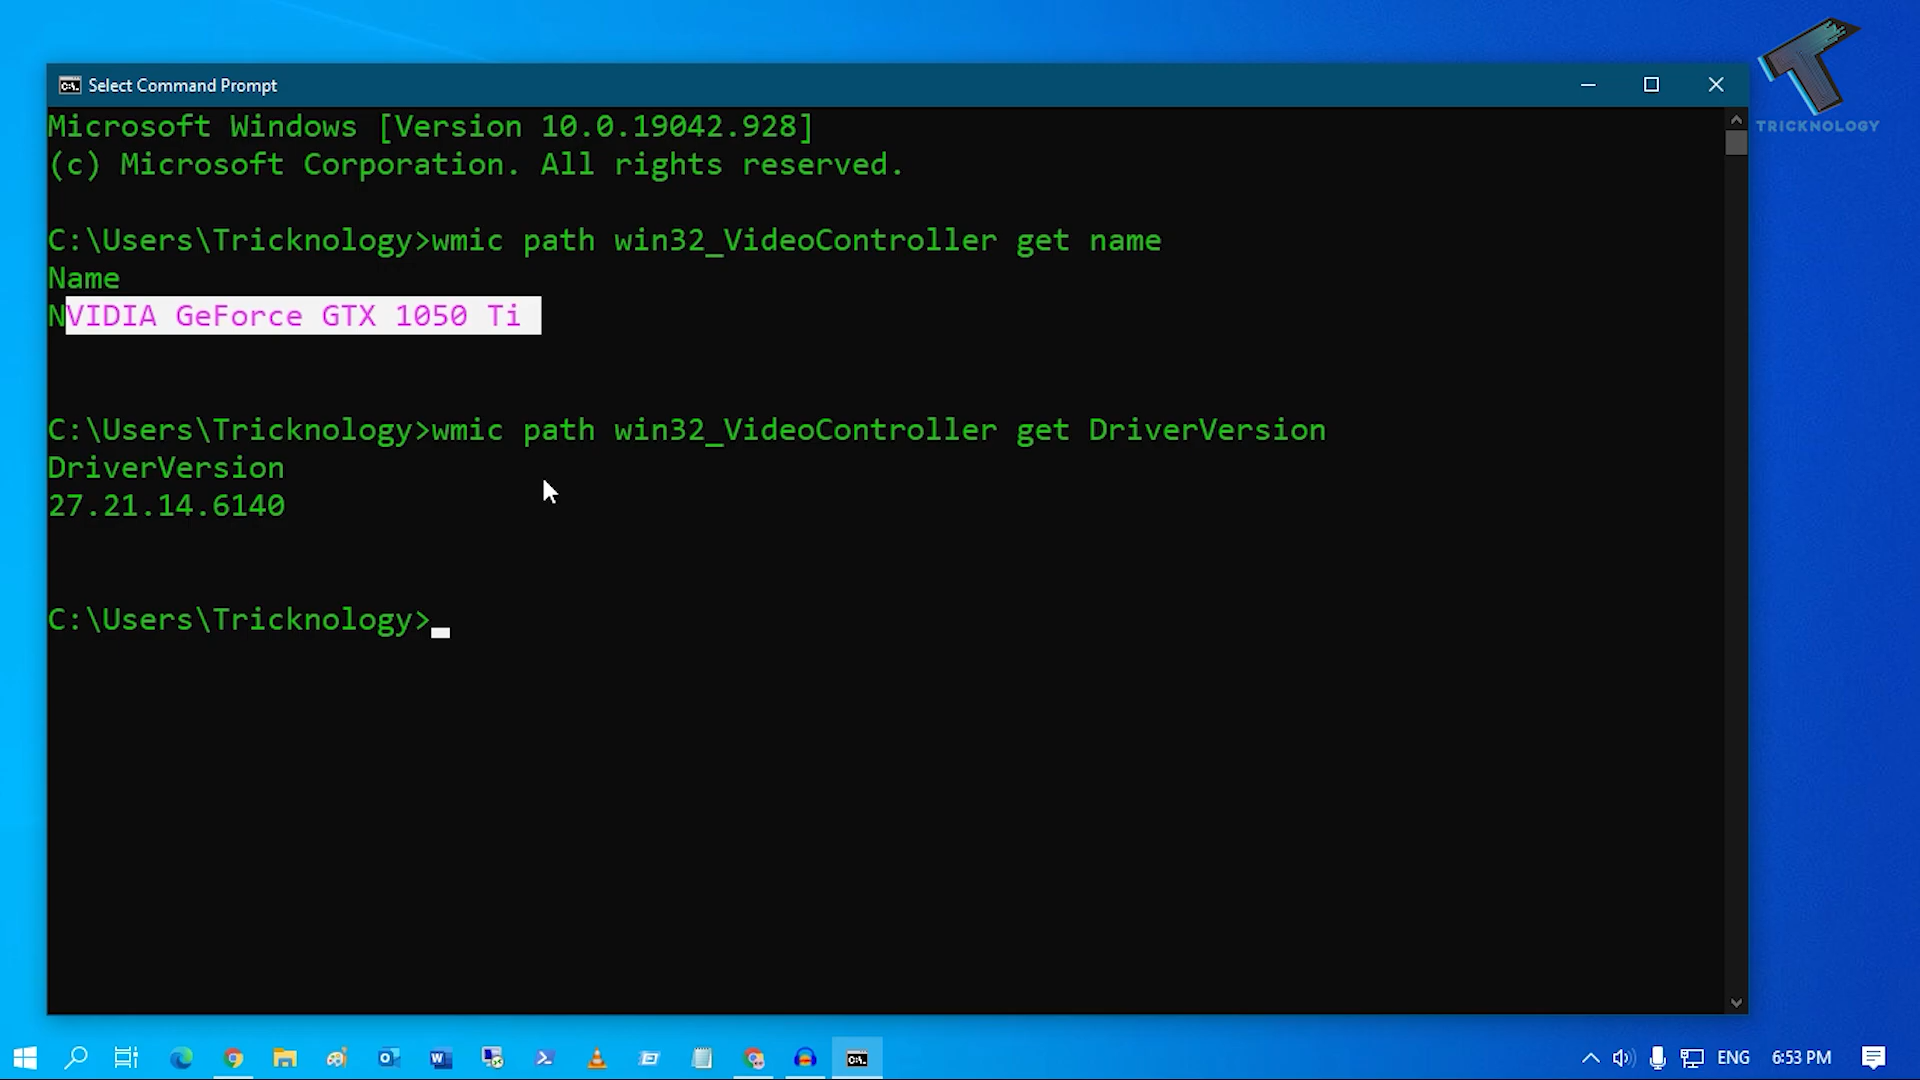 Select Command Prompt
TRICKNOLOGY
Microsoft Windows [Version 10.0.19042.928]
(c) Microsoft Corporation. All rights reserved.
C:\Users\Tricknology>wmic path win32_VideoController get name
Name
NVIDIA GeForce GTX 1050 Ti
C:\Users\Tricknology>wmic path win32_VideoController get DriverVersion
DriverVersion
27.21.14.6140
C:\Users\Tricknology>
ENG 6:53 PM